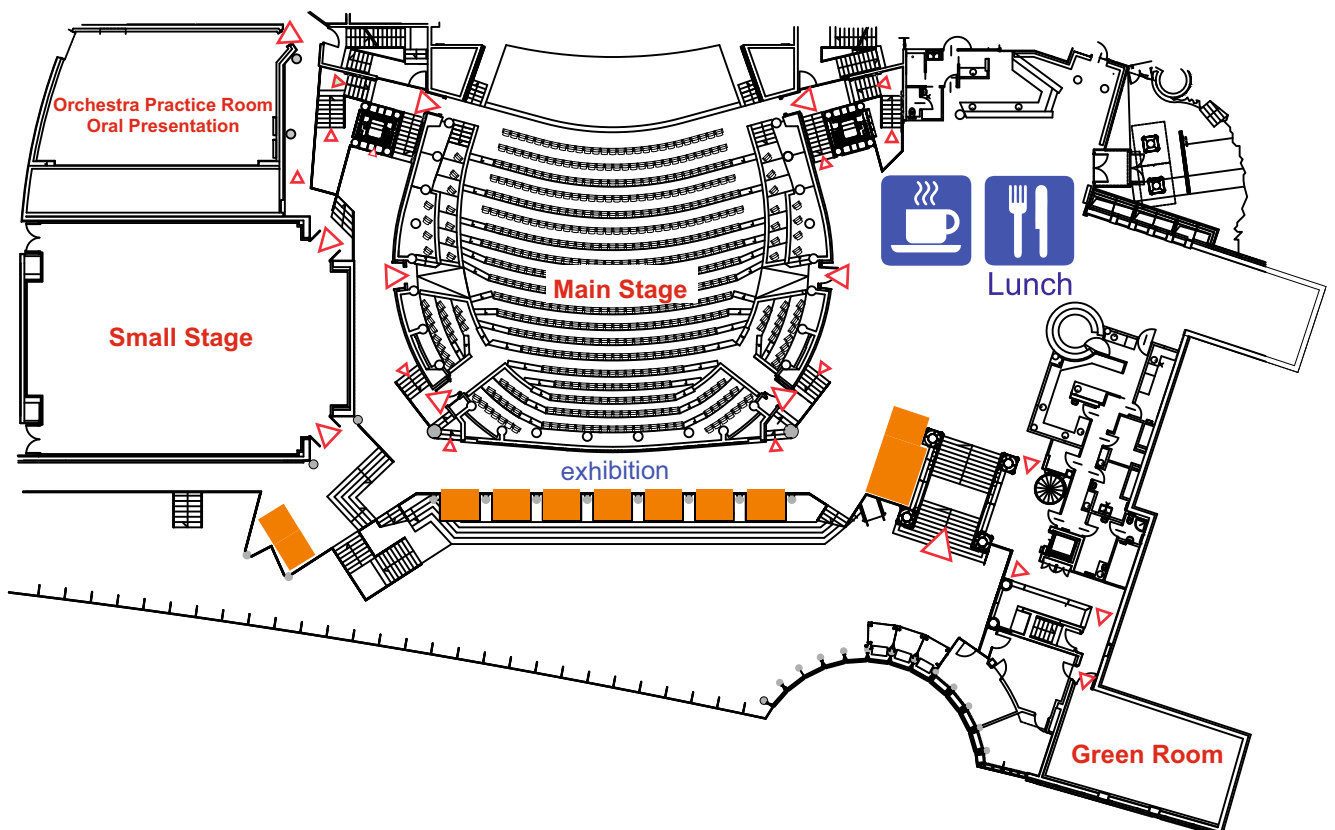 Orchestra Practice Room
Oral Presentation
Main Stage
Lunch
Small Stage
exhibition
Green Room